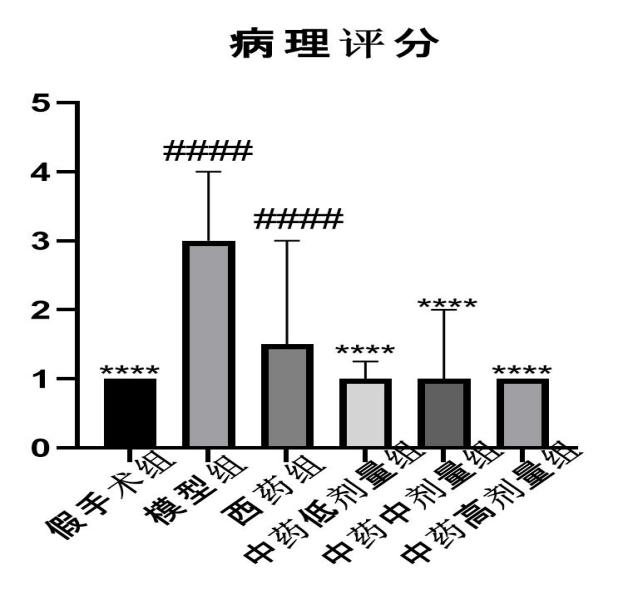 病理评分
5
4
3
2
1
0
####
####
****
****
****
****
假手术组
模型组
西药组
中药低剂量组
中药中剂量组
中药高剂量组